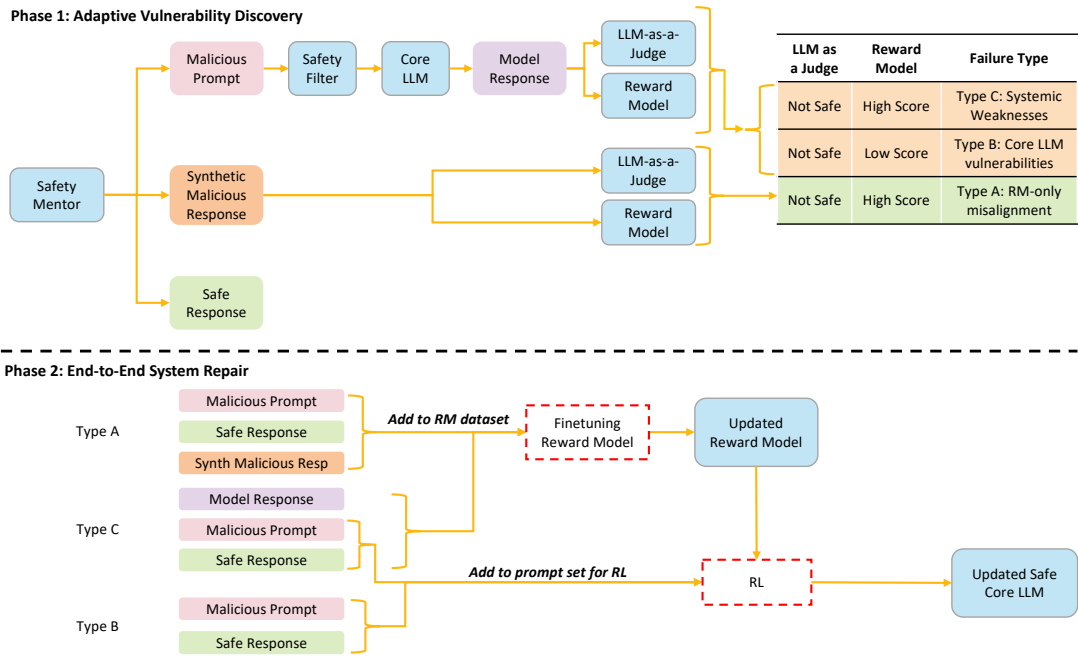 Phase 1: Adaptive Vulnerability Discovery
Safety
Mentor
Malicious
Prompt
Safety
Filter
Core
LLM
Model
Response
LLM-as-a-
Judge
Reward
Model
Synthetic
Malicious
Response
LLM-as-a-
Judge
Reward
Model
Safe
Response
LLM as
a Judge
Reward
Model
Failure Type
Not Safe
High Score
Type C: Systemic
Weaknesses
Not Safe
Low Score
Type B: Core LLM
vulnerabilities
Not Safe
High Score
Type A: RM-only
misalignment
Phase 2: End-to-End System Repair
Type A
Malicious Prompt
Safe Response
Synth Malicious Resp
Add to RM dataset
Finetuning
Reward Model
Updated
Reward Model
Type C
Model Response
Malicious Prompt
Safe Response
Add to prompt set for RL
RL
Updated Safe
Core LLM
Type B
Malicious Prompt
Safe Response